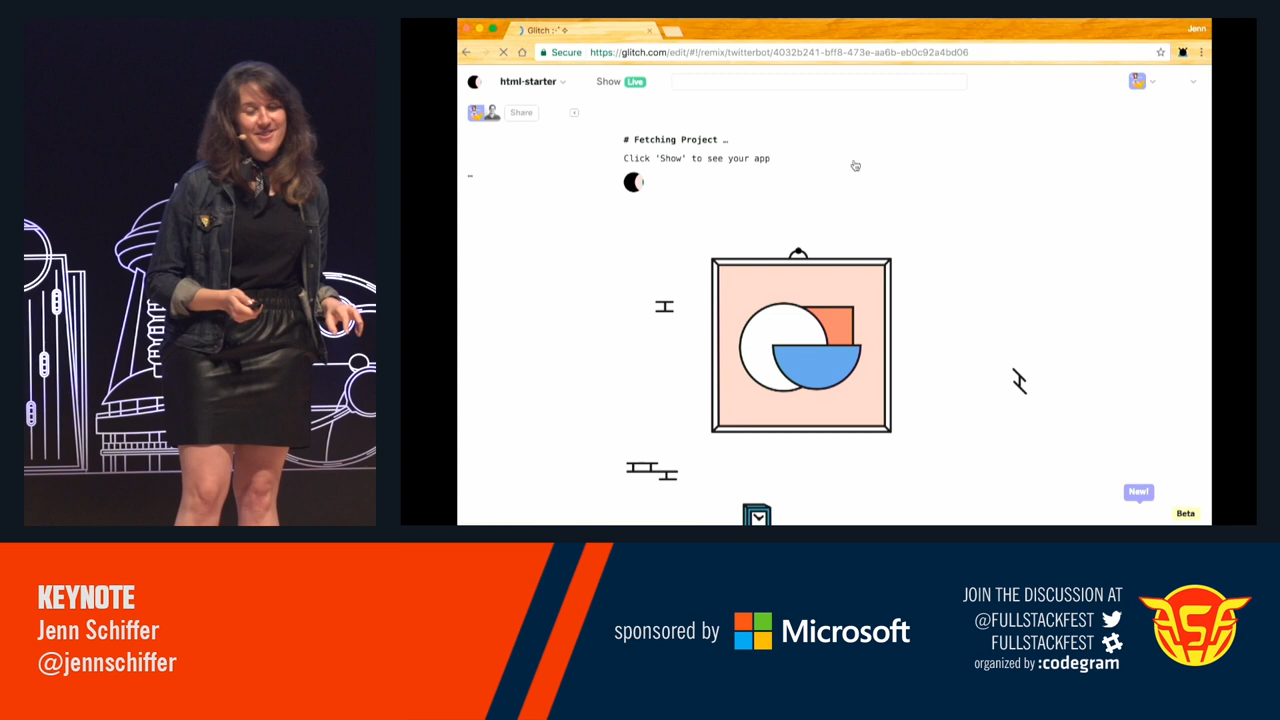 Glitch :·ﾟ✧
Jenn
Secure https://glitch.com/edit/#!/remix/twitterbot/4032b241-bff8-473e-aa6b-eb0c92a4bd06
html-starter Show Live
Share
# Fetching Project …
Click 'Show' to see your app
New!
Beta
KEYNOTE
Jenn Schiffer
@jennschiffer
sponsored by Microsoft
JOIN THE DISCUSSION AT
@FULLSTACKFEST
FULLSTACKFEST
organized by :codegram
FSF